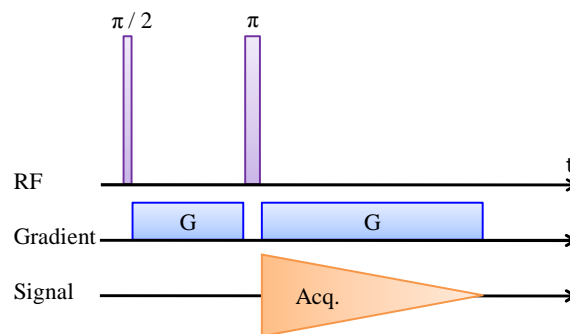 π / 2 π
t
RF
G G
Gradient
Signal
Acq.